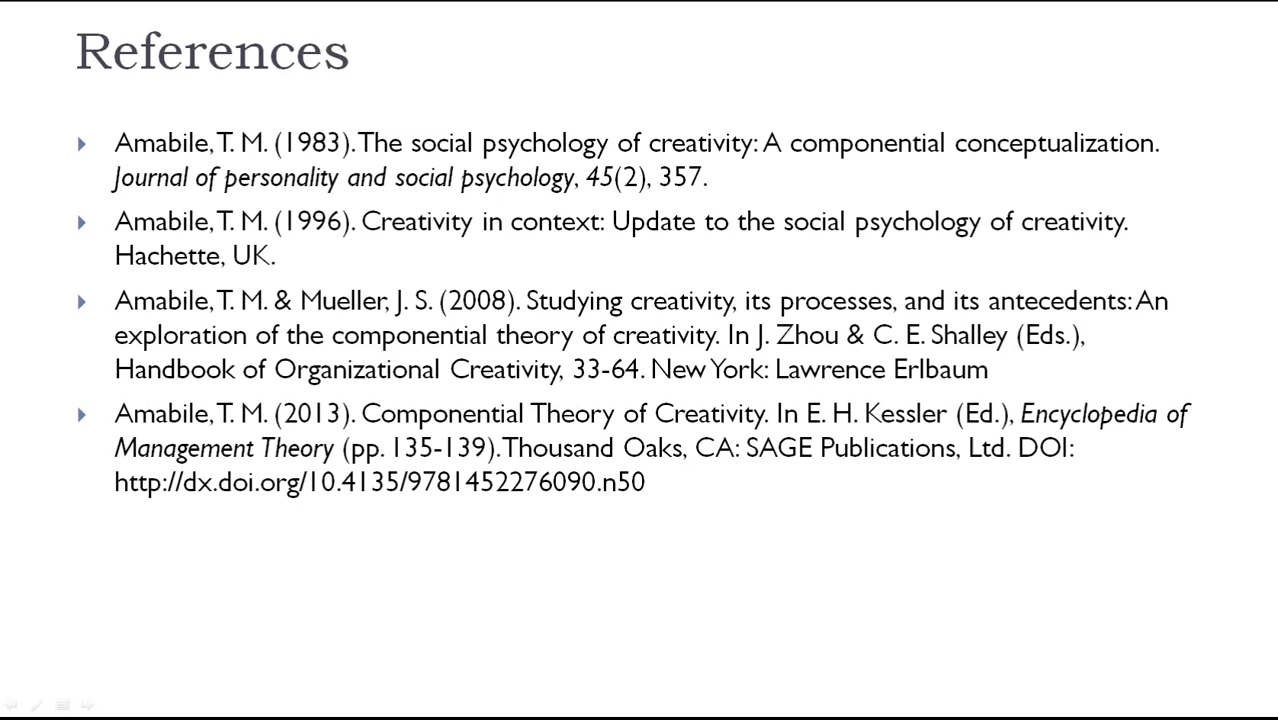 References
Amabile, T. M. (1983). The social psychology of creativity: A componential conceptualization.
Journal of personality and social psychology, 45(2), 357.
Amabile, T. M. (1996). Creativity in context: Update to the social psychology of creativity.
Hachette, UK.
Amabile, T. M. & Mueller, J. S. (2008). Studying creativity, its processes, and its antecedents: An
exploration of the componential theory of creativity. In J. Zhou & C. E. Shalley (Eds.),
Handbook of Organizational Creativity, 33-64. New York: Lawrence Erlbaum
Amabile, T. M. (2013). Componential Theory of Creativity. In E. H. Kessler (Ed.), Encyclopedia of
Management Theory (pp. 135-139). Thousand Oaks, CA: SAGE Publications, Ltd. DOI:
http://dx.doi.org/10.4135/9781452276090.n50